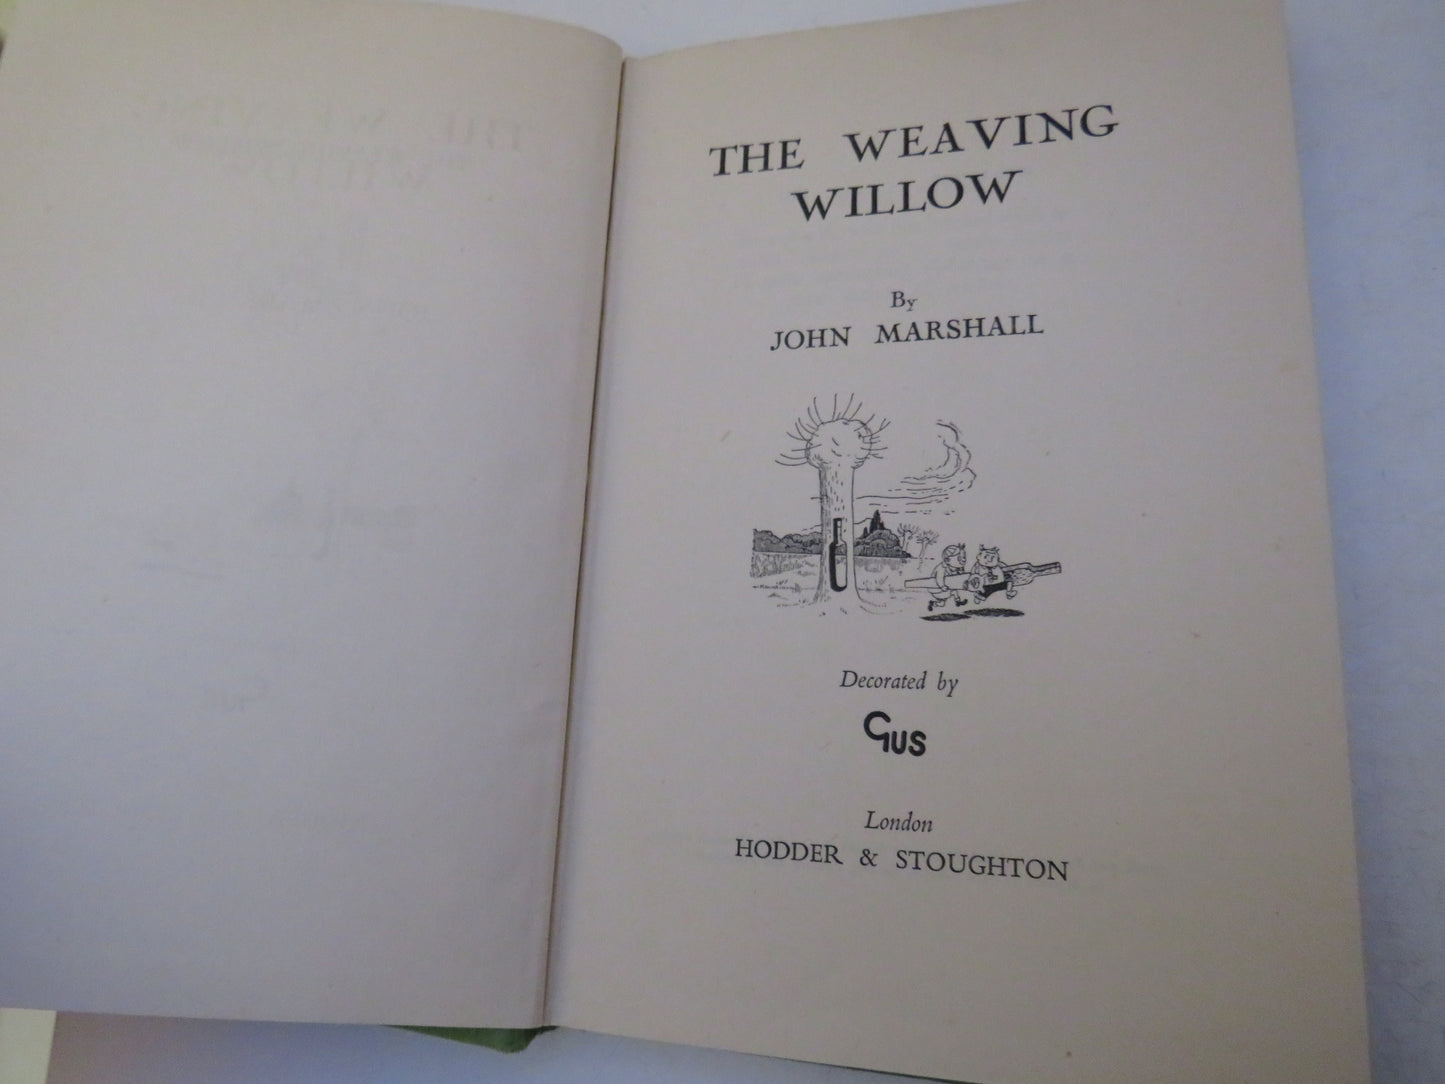 THE WEAVING
WILLOW
By
JOHN MARSHALL
Decorated by
GUS
London
HODDER & STOUGHTON